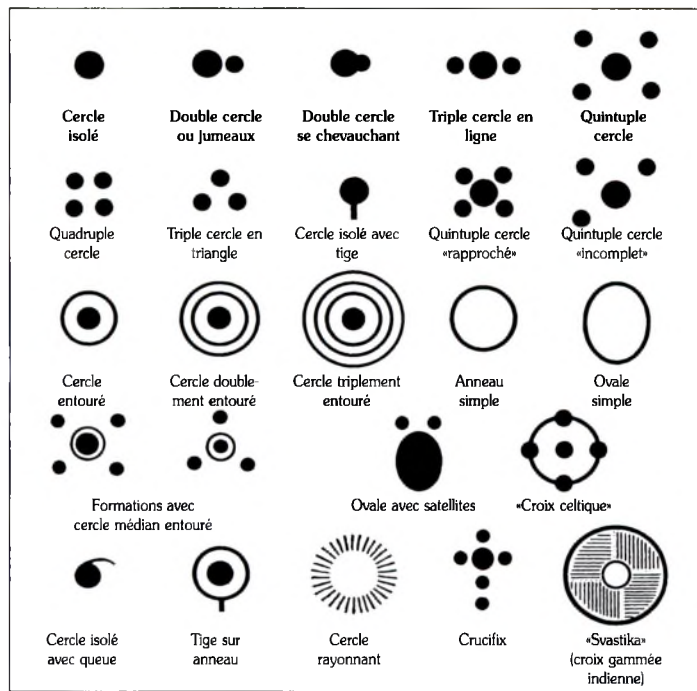 Cercle
isolé
Double cercle
ou jumeaux
Double cercle
se chevauchant
Triple cercle en
ligne
Quintuple
cercle
Quadruple
cercle
Triple cercle en
triangle
Cercle isolé avec
tige
Quintuple cercle
«rapproché»
Quintuple cercle
«incomplet»
Cercle
entouré
Cercle double-
ment entouré
Cercle triplement
entouré
Anneau
simple
Ovale
simple
Formations avec
cercle médian entouré
Ovale avec satellites
«Croix celtique»
Cercle isolé
avec queue
Tige sur
anneau
Cercle
rayonnant
Crucifix
«Svastika»
(croix gammée
indienne)